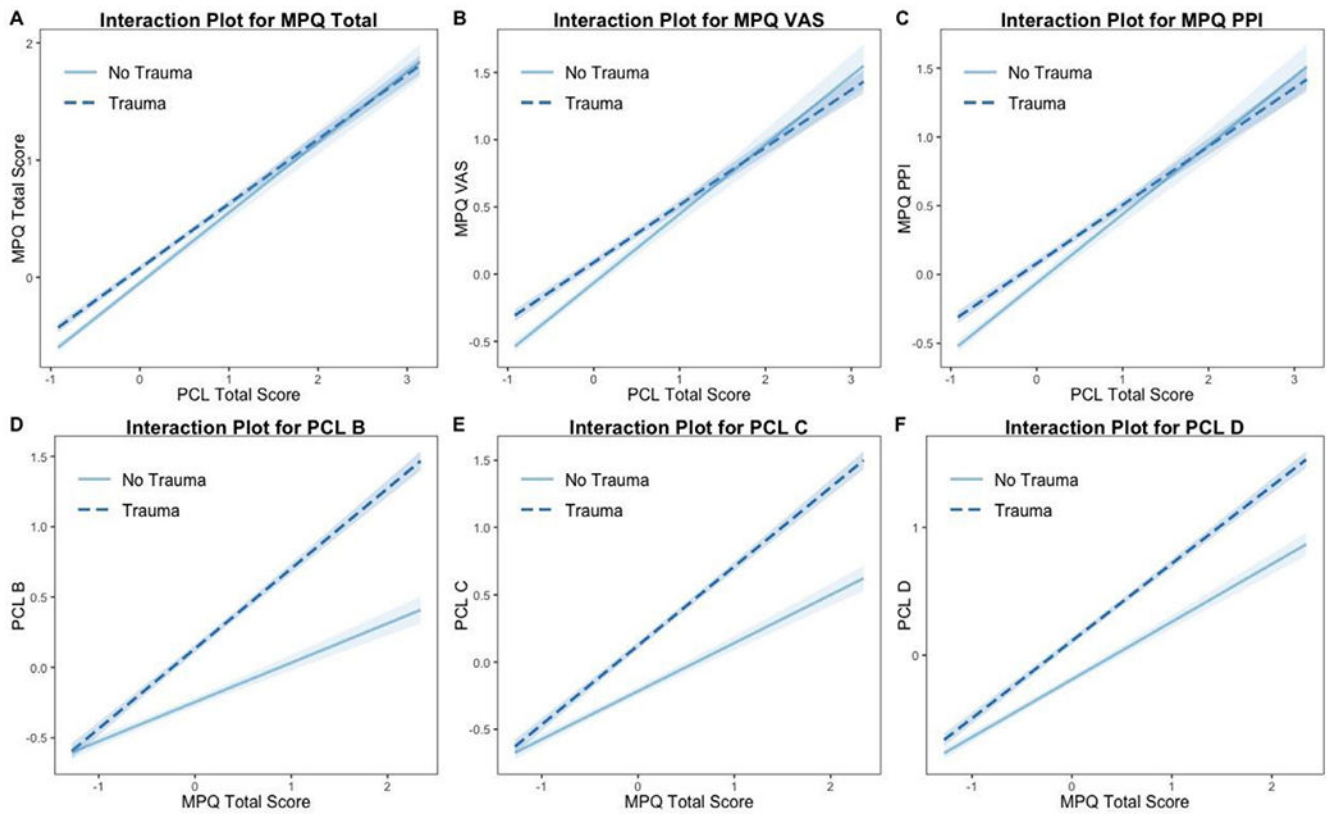 A Interaction Plot for MPQ Total
No Trauma
Trauma
2
1
0
MPQ Total Score
-1 0 1 2 3
PCL Total Score
B Interaction Plot for MPQ VAS
No Trauma
Trauma
1.5
1.0
0.5
0.0
-0.5
MPQ VAS
-1 0 1 2 3
PCL Total Score
C Interaction Plot for MPQ PPI
No Trauma
Trauma
1.5
1.0
0.5
0.0
-0.5
MPQ PPI
-1 0 1 2 3
PCL Total Score
D Interaction Plot for PCL B
No Trauma
Trauma
1.5
1.0
0.5
0.0
-0.5
PCL B
-1 0 1 2
MPQ Total Score
E Interaction Plot for PCL C
No Trauma
Trauma
1.5
1.0
0.5
0.0
-0.5
PCL C
-1 0 1 2
MPQ Total Score
F Interaction Plot for PCL D
No Trauma
Trauma
1
0
PCL D
-1 0 1 2
MPQ Total Score